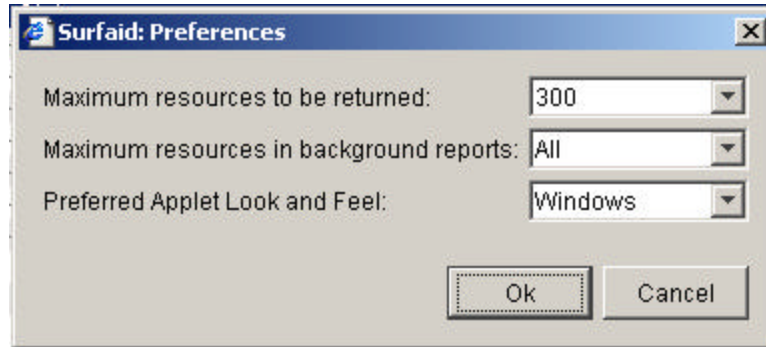 Surfaid: Preferences
Maximum resources to be returned: 300
Maximum resources in background reports: All
Preferred Applet Look and Feel: Windows
Ok Cancel